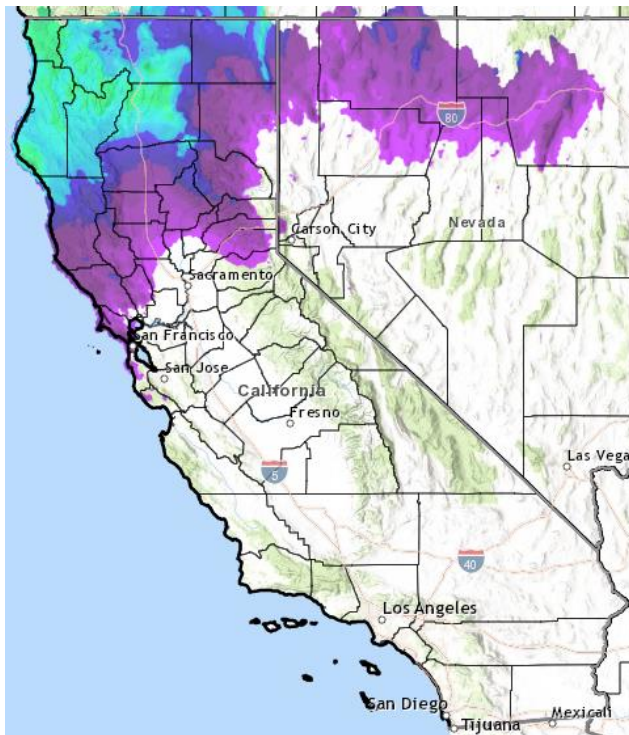 80
Carson City
Nevada
Sacramento
San Francisco
San Jose
California
Fresno
Las Vega
5
40
Los Angeles
San Diego
Mexicali
Tijuana